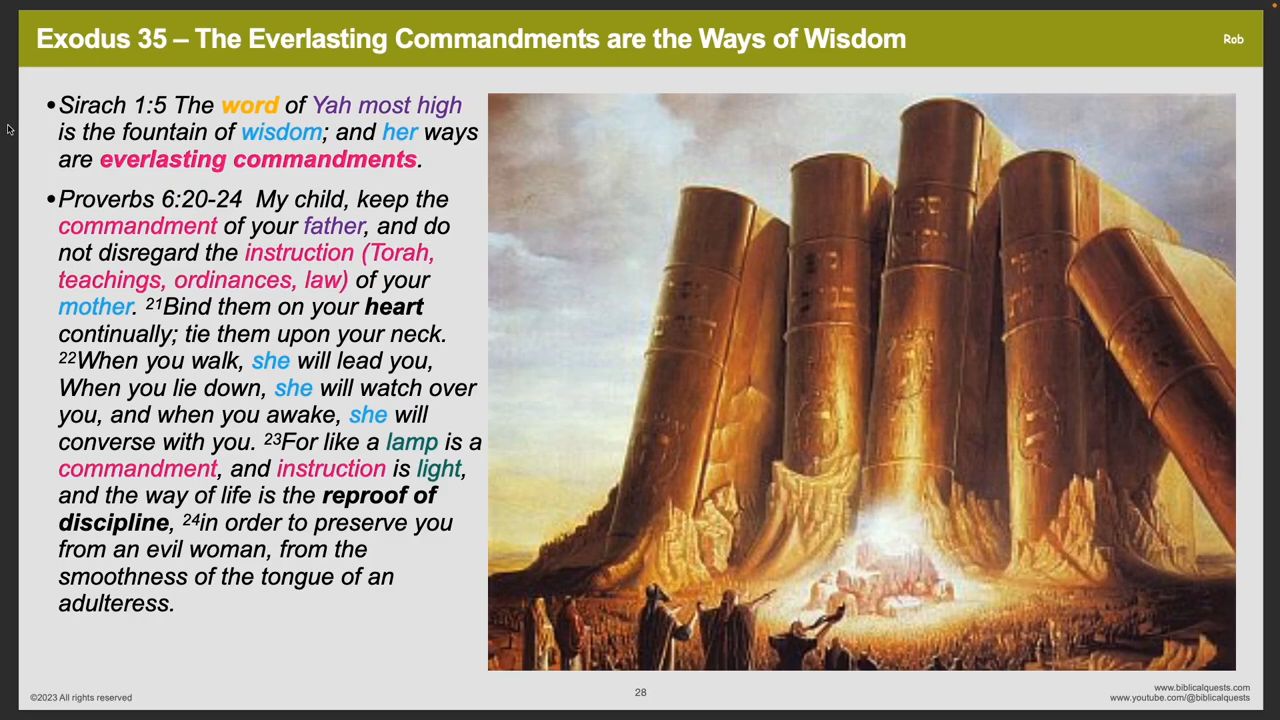 Exodus 35 – The Everlasting Commandments are the Ways of Wisdom
Rob
•Sirach 1:5 The word of Yah most high
is the fountain of wisdom; and her ways
are everlasting commandments.
•Proverbs 6:20-24 My child, keep the
commandment of your father, and do
not disregard the instruction (Torah,
teachings, ordinances, law) of your
mother. 21Bind them on your heart
continually; tie them upon your neck.
22When you walk, she will lead you,
When you lie down, she will watch over
you, and when you awake, she will
converse with you. 23For like a lamp is a
commandment, and instruction is light,
and the way of life is the reproof of
discipline, 24in order to preserve you
from an evil woman, from the
smoothness of the tongue of an
adulteress.
©2023 All rights reserved
28
www.biblicalquests.com
www.youtube.com/@biblicalquests